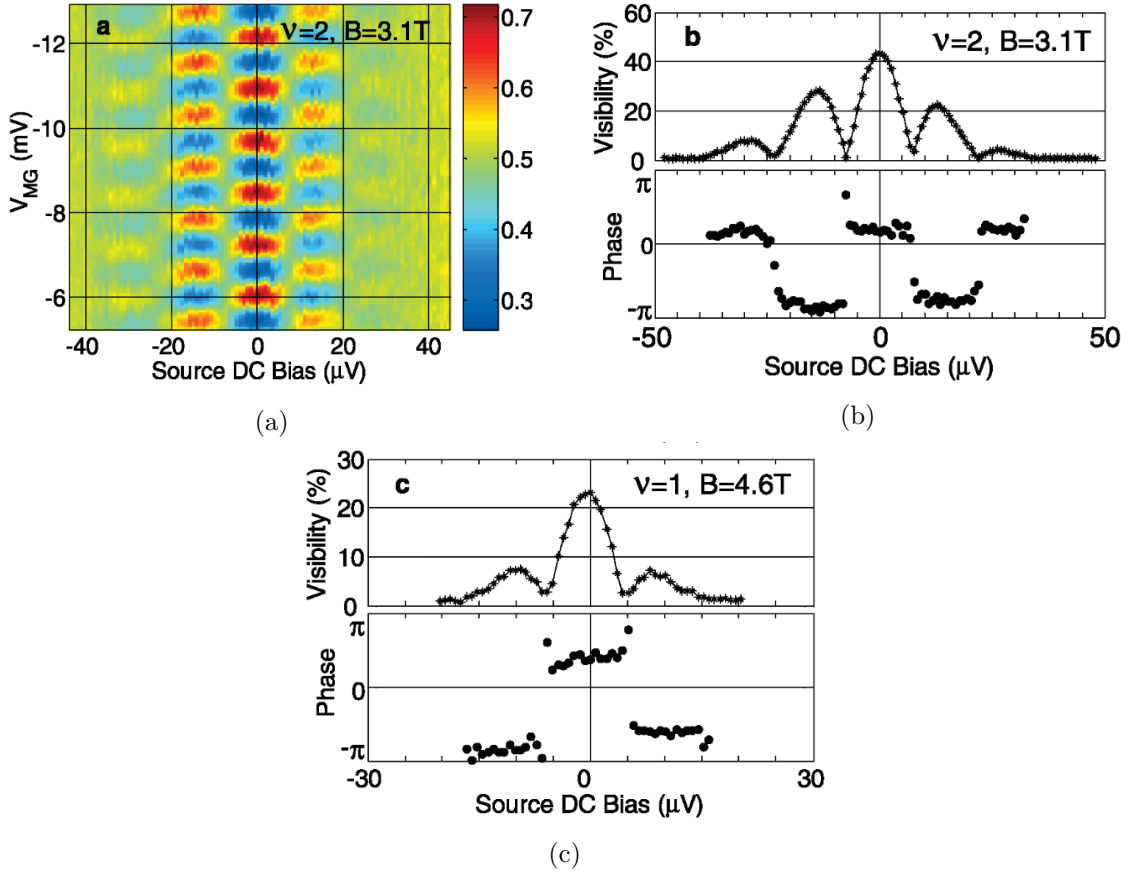 a
ν=2, B=3.1T
V_MG (mV)
-12
-10
-8
-6
-40 -20 0 20 40
Source DC Bias (μV)
0.7
0.6
0.5
0.4
0.3
(a)
b
ν=2, B=3.1T
Visibility (%)
60
40
20
0
Phase
π
0
-π
-50 0 50
Source DC Bias (μV)
(b)
c
ν=1, B=4.6T
Visibility (%)
30
20
10
0
Phase
π
0
-π
-30 0 30
Source DC Bias (μV)
(c)